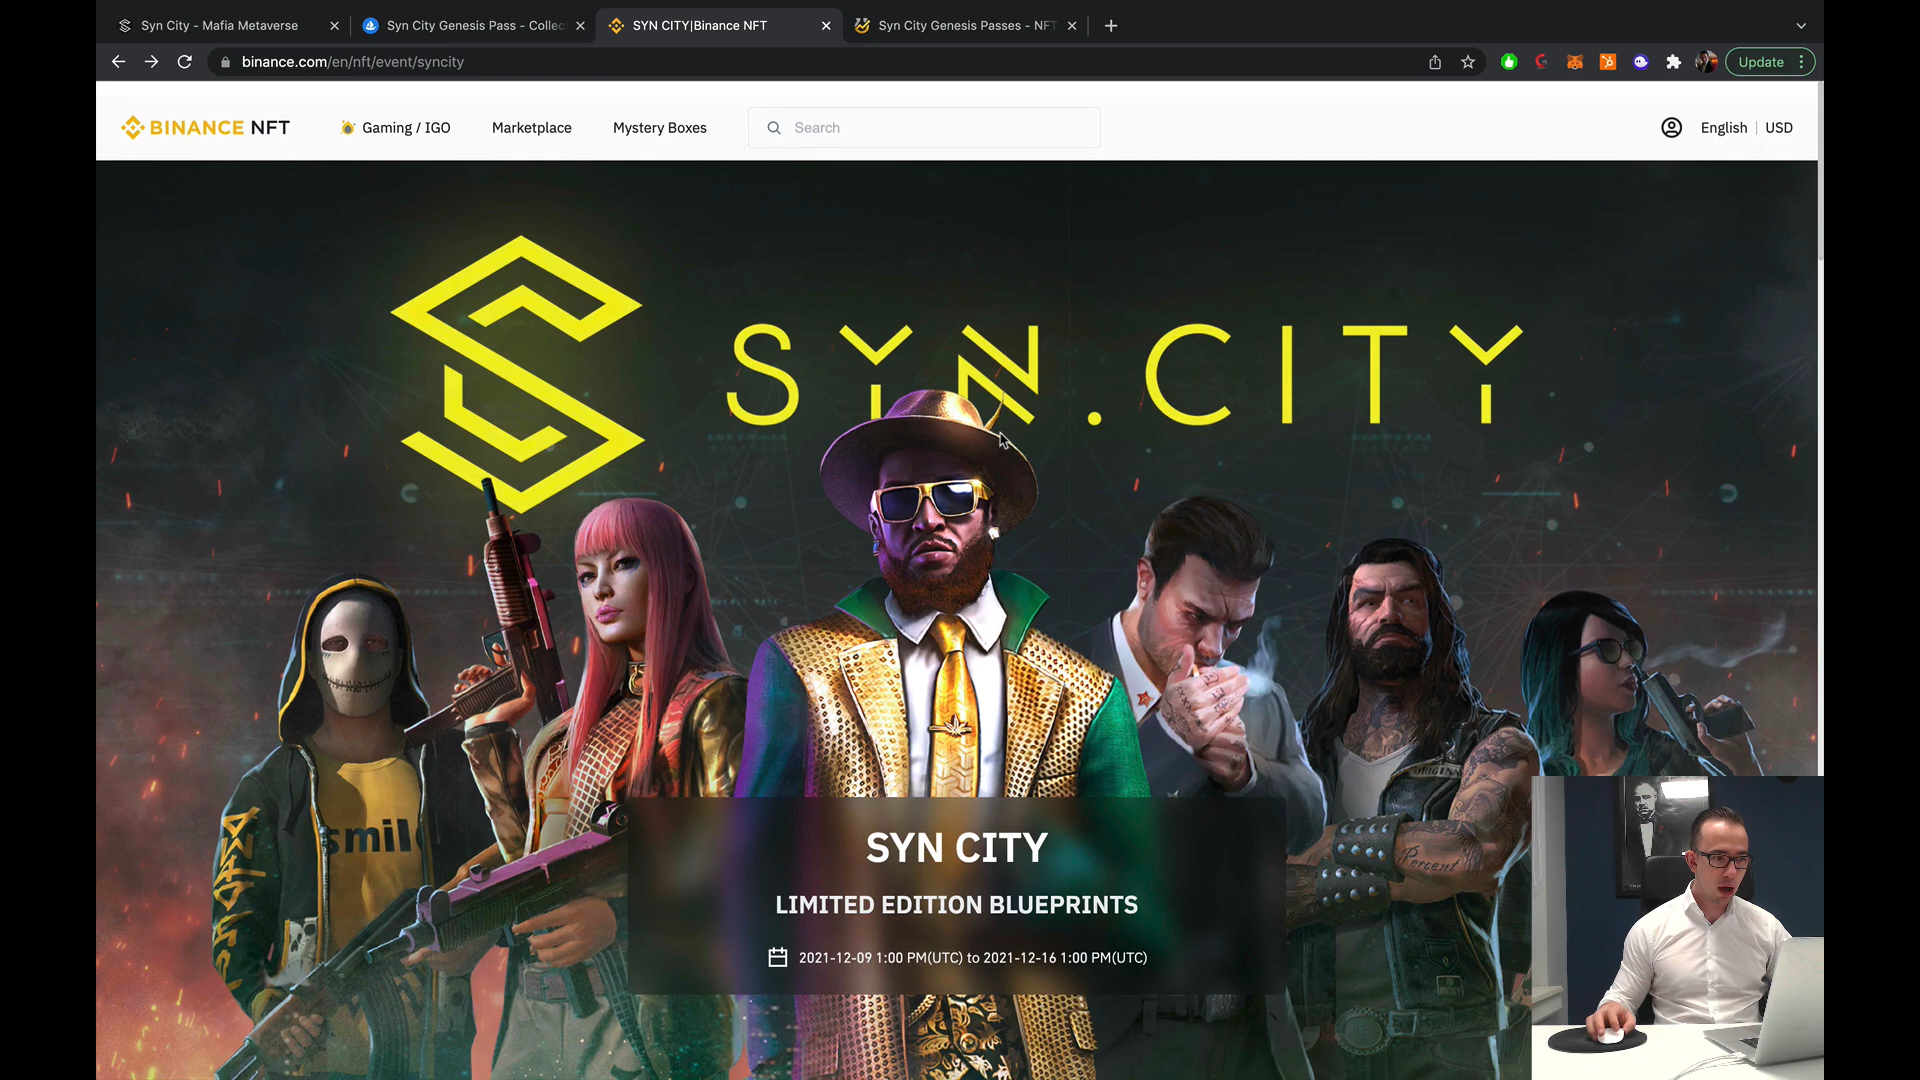 Syn City - Mafia Metaverse
Syn City Genesis Pass - Collec
SYN CITY|Binance NFT
Syn City Genesis Passes - NFT
binance.com/en/nft/event/syncity
Update
BINANCE NFT
Gaming / IGO
Marketplace
Mystery Boxes
Search
English | USD
SYN.CITY
smile
Percent
SYN CITY
LIMITED EDITION BLUEPRINTS
2021-12-09 1:00 PM(UTC) to 2021-12-16 1:00 PM(UTC)